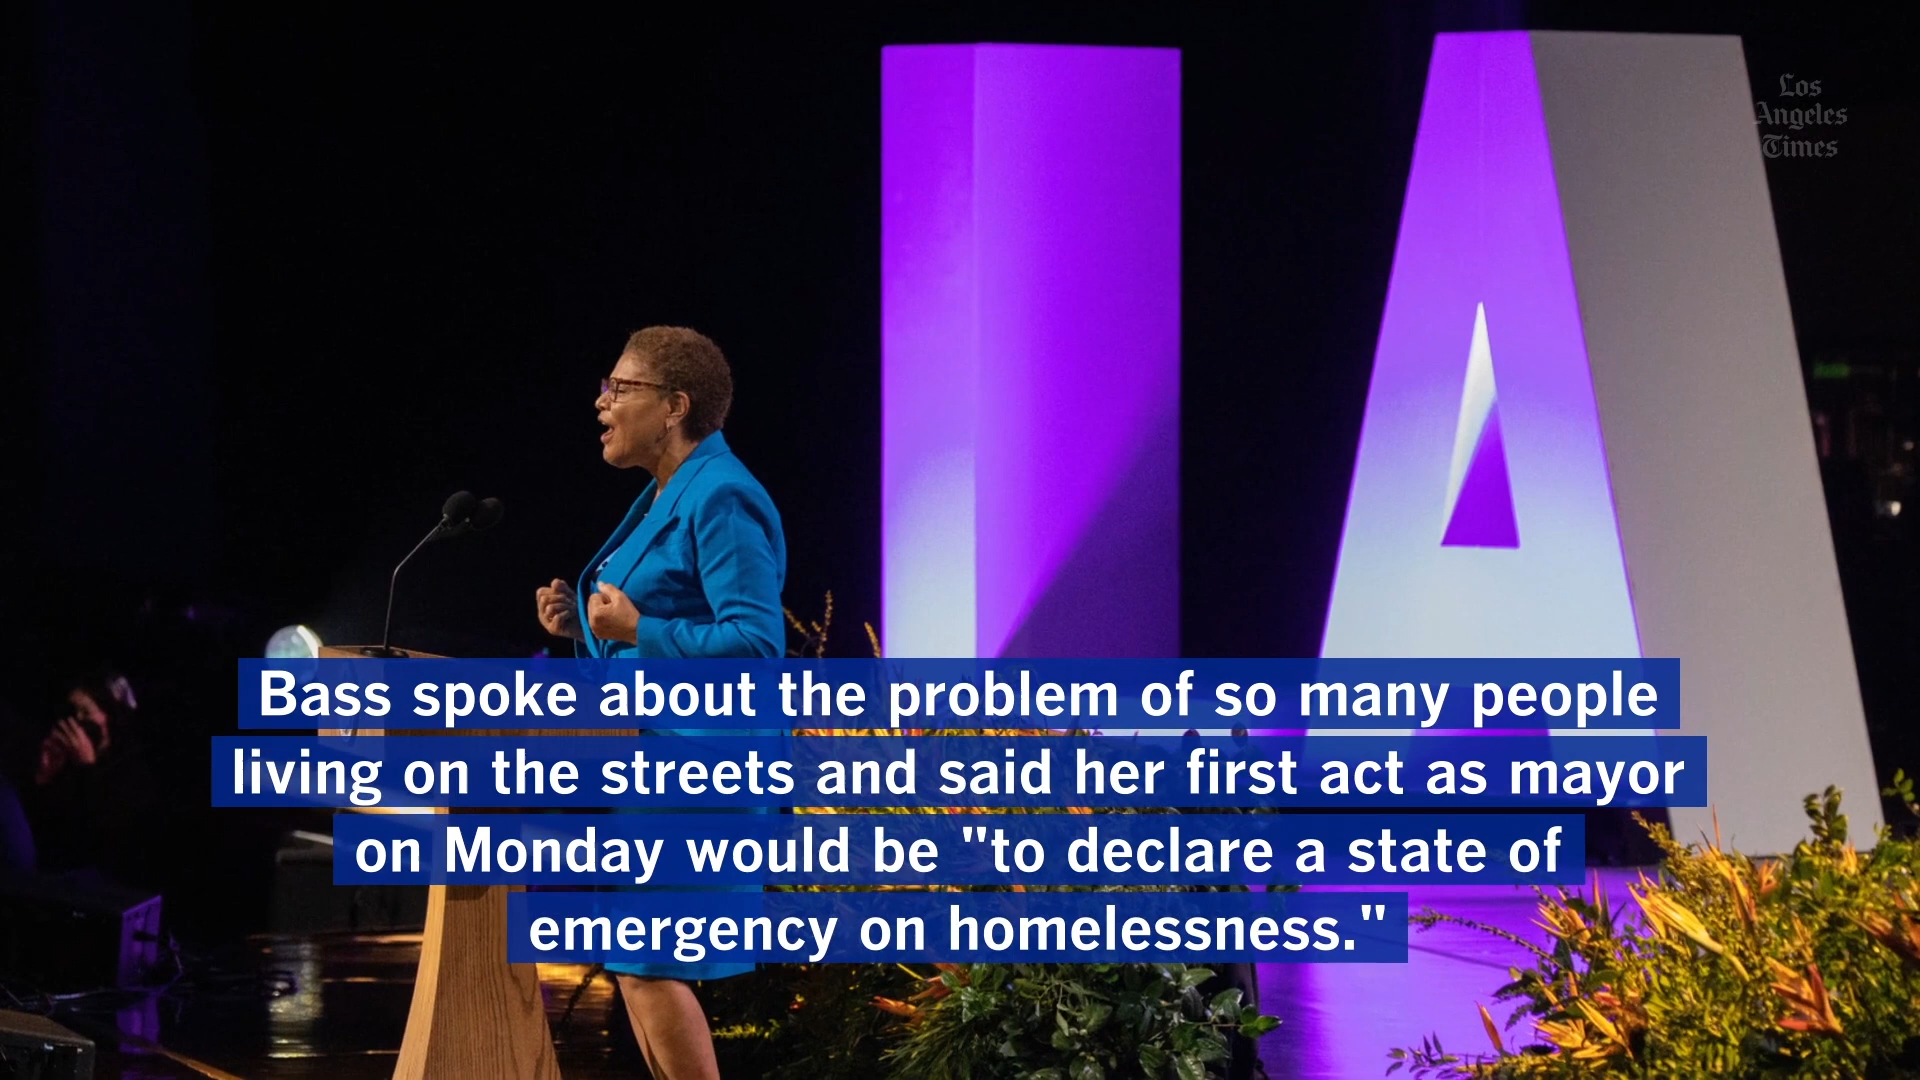 Los
Angeles
Times
LA
Bass spoke about the problem of so many people
living on the streets and said her first act as mayor
on Monday would be "to declare a state of
emergency on homelessness."